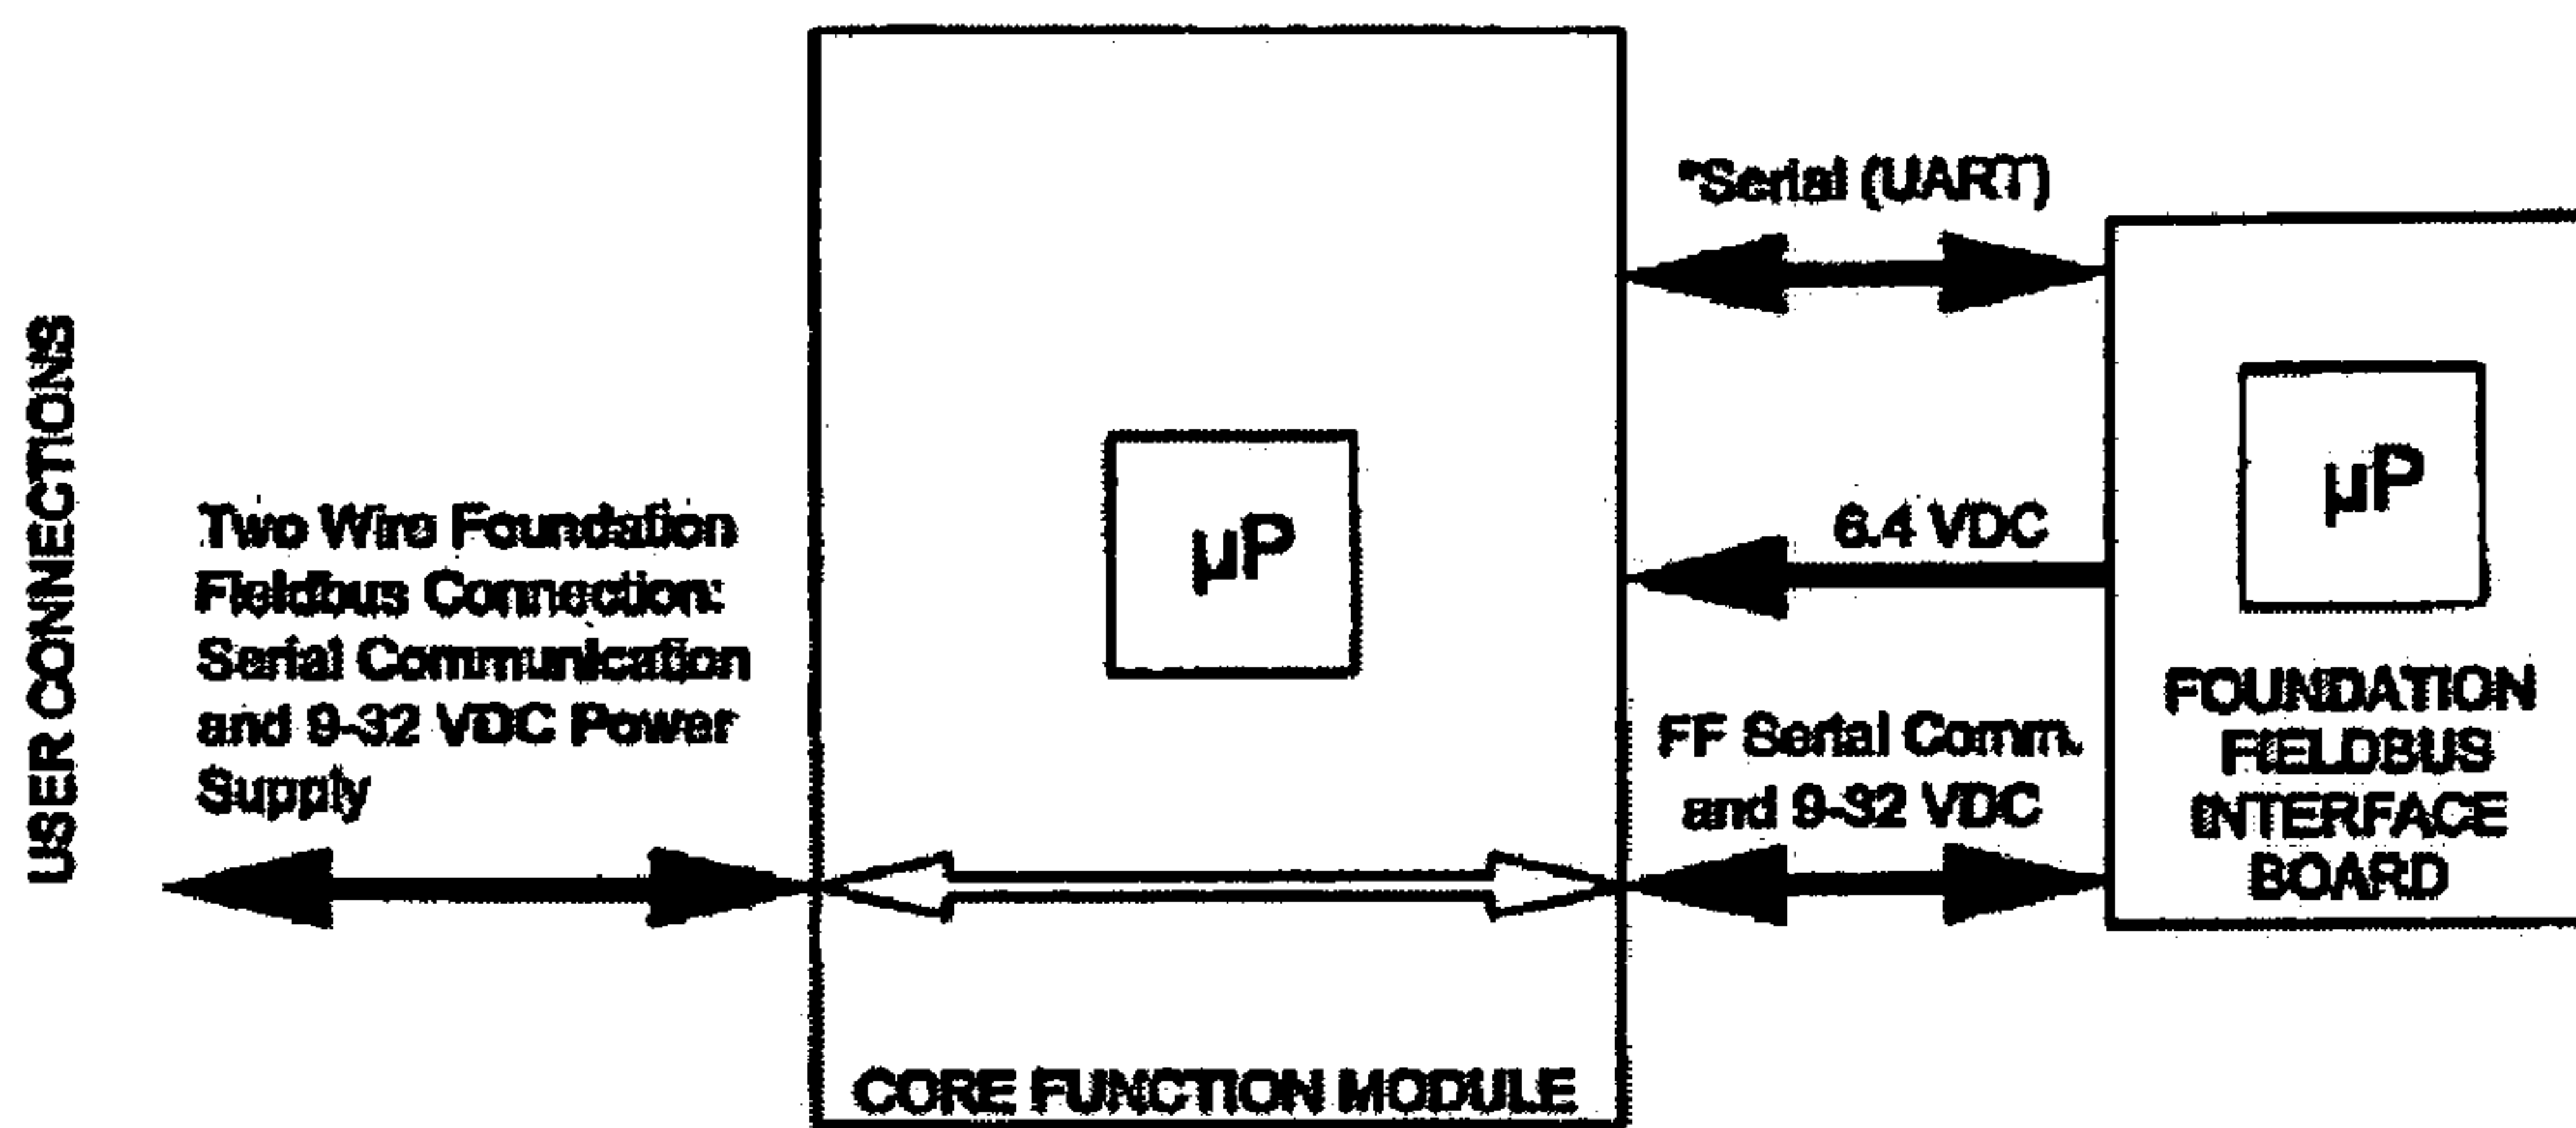 USER CONNECTIONS
Two Wire Foundation
Fieldbus Connection:
Serial Communication
and 9-32 VDC Power
Supply
µP
CORE FUNCTION MODULE
"Serial (UART)
6.4 VDC
FF Serial Comm.
and 9-32 VDC
µP
FOUNDATION
FIELDBUS
INTERFACE
BOARD